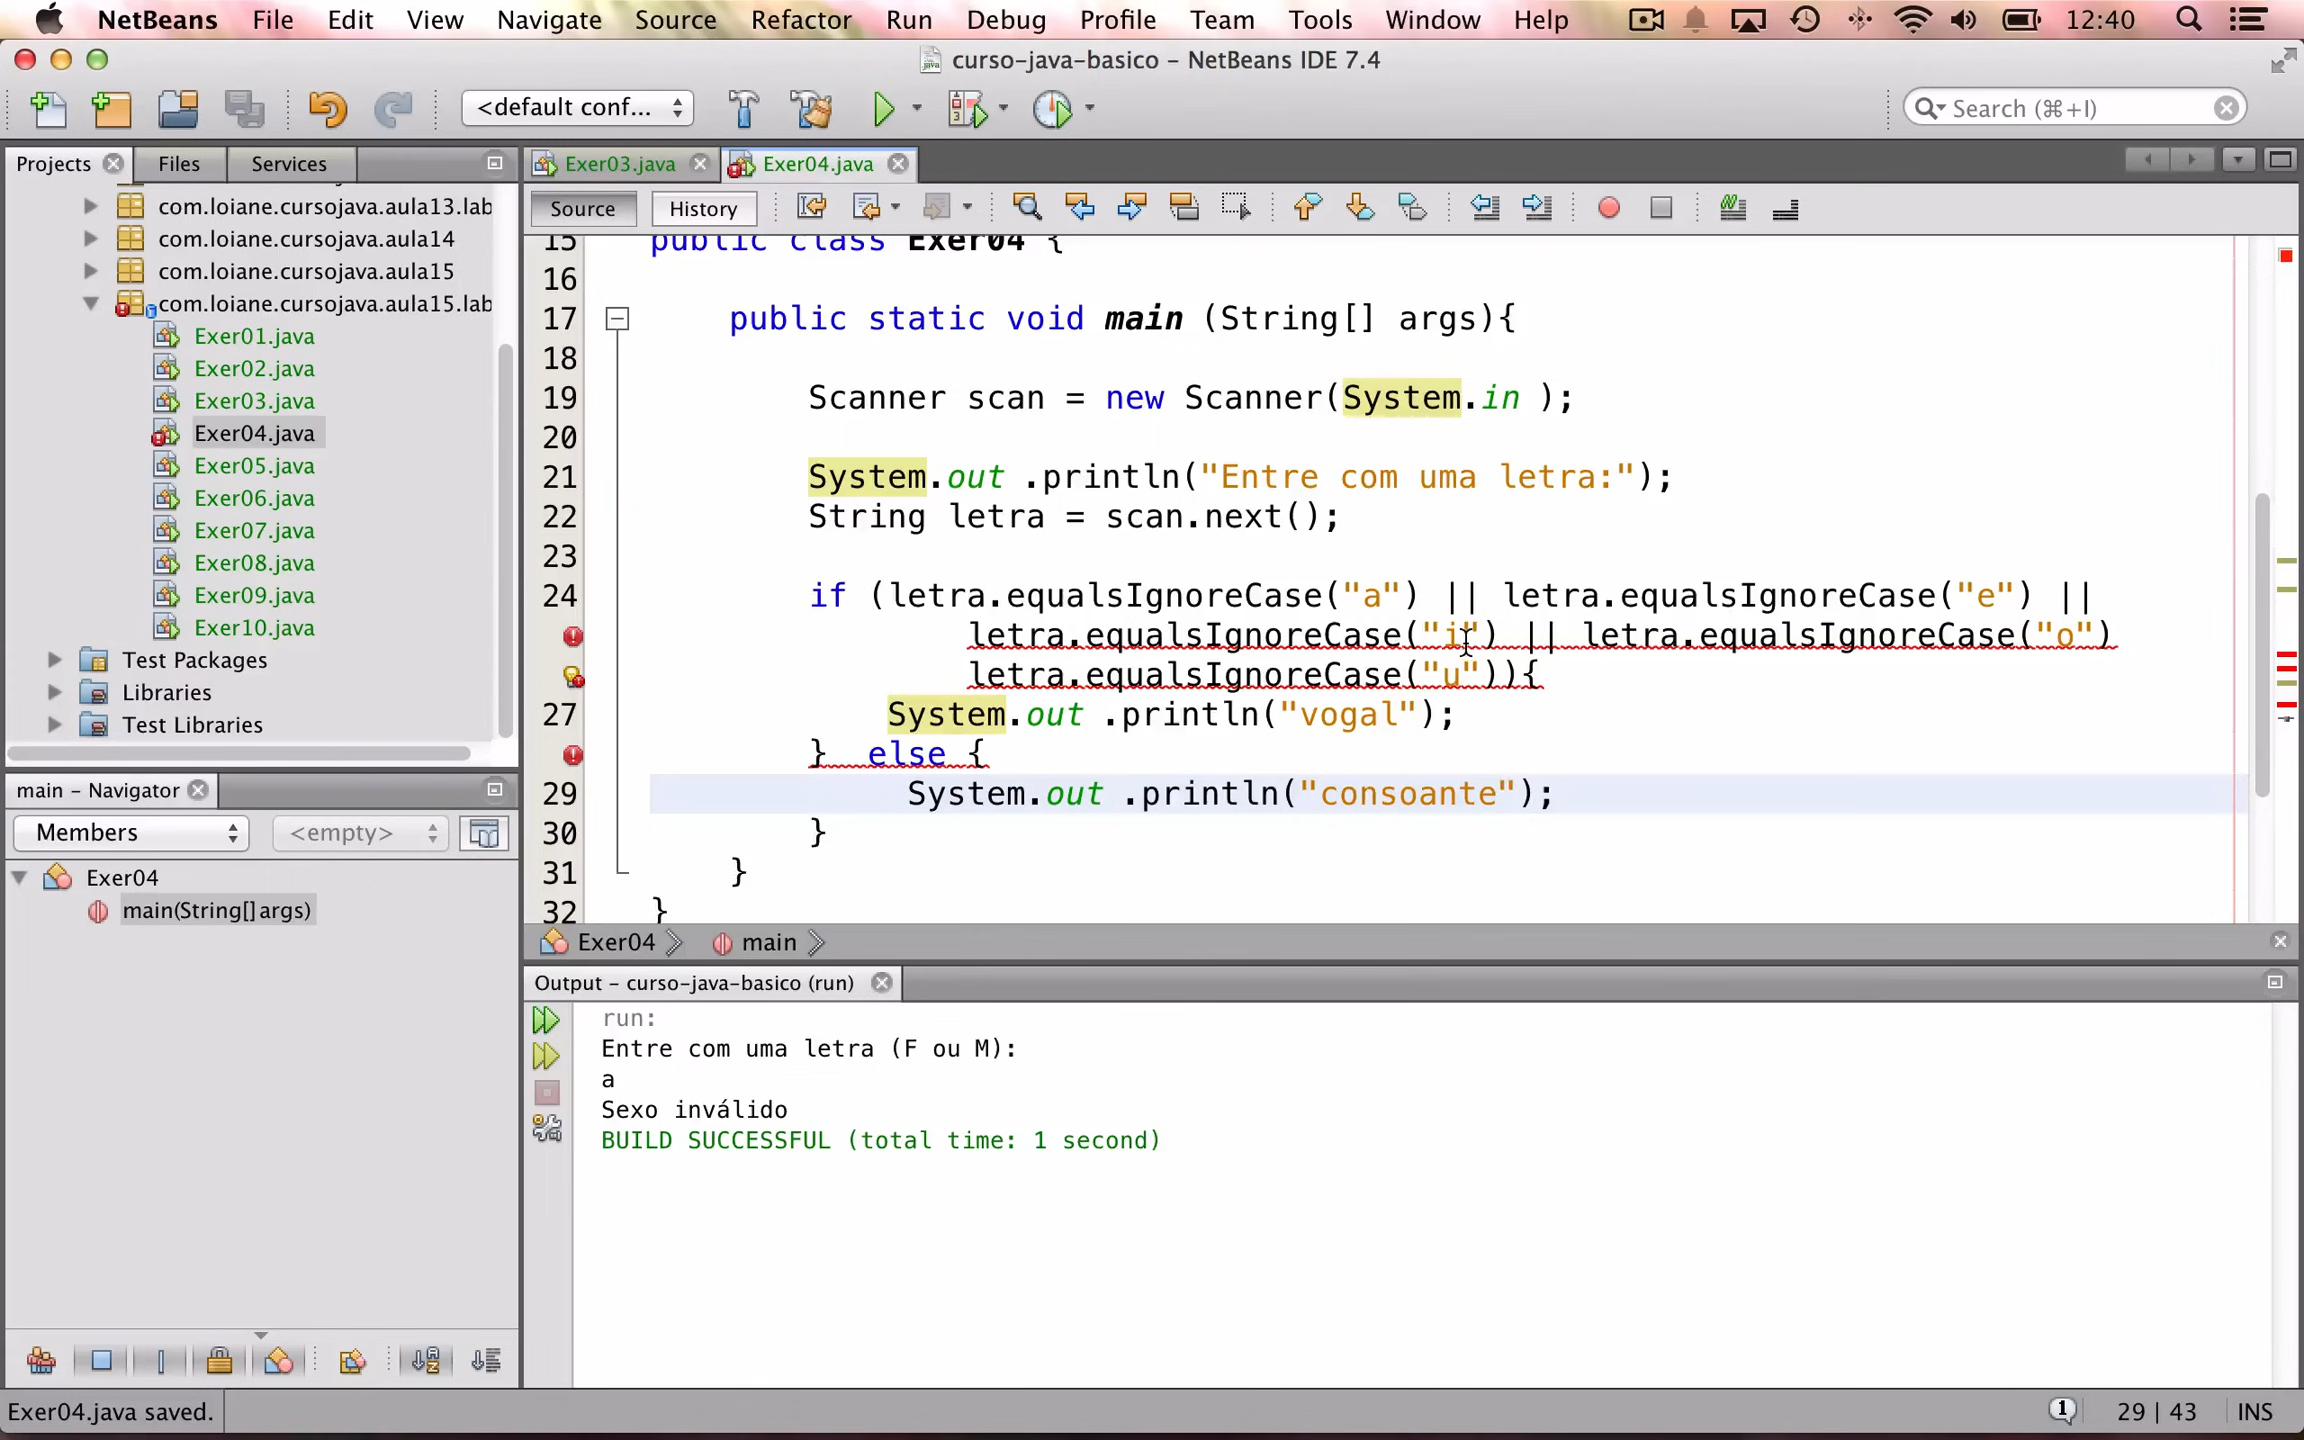 NetBeans File Edit View Navigate Source Refactor Run Debug Profile Team Tools Window Help 12:40
curso-java-basico – NetBeans IDE 7.4
<default conf...
Search (⌘+I)
Projects Files Services
Exer03.java Exer04.java
Source History
com.loiane.cursojava.aula13.lab
com.loiane.cursojava.aula14
com.loiane.cursojava.aula15
com.loiane.cursojava.aula15.lab
Exer01.java
Exer02.java
Exer03.java
Exer04.java
Exer05.java
Exer06.java
Exer07.java
Exer08.java
Exer09.java
Exer10.java
Test Packages
Libraries
Test Libraries
15 public class Exer04 {
16
17 public static void main (String[] args){
18
19 Scanner scan = new Scanner(System.in );
20
21 System.out .println("Entre com uma letra:");
22 String letra = scan.next();
23
24 if (letra.equalsIgnoreCase("a") || letra.equalsIgnoreCase("e") ||
letra.equalsIgnoreCase("i") || letra.equalsIgnoreCase("o")
letra.equalsIgnoreCase("u")){
27 System.out .println("vogal");
} else {
29 System.out .println("consoante");
30 }
31 }
32 }
Exer04 main
main – Navigator
Members <empty>
Exer04
main(String[] args)
Output – curso-java-basico (run)
run:
Entre com uma letra (F ou M):
a
Sexo inválido
BUILD SUCCESSFUL (total time: 1 second)
Exer04.java saved.
1 29 | 43 INS